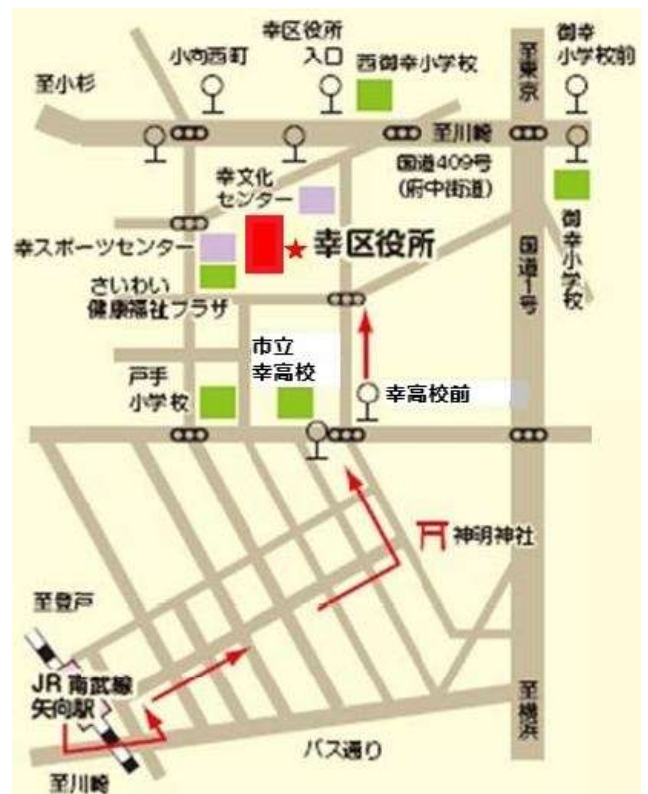 幸区役所
入口
御幸
小学校前
小向西町
西御幸小学校
至東京
至小杉
至川崎
国道409号
(府中街道)
幸文化
センター
幸スポーツセンター
幸区役所
国道1号
御幸小学校
さいわい
健康福祉プラザ
市立
幸高校
戸手
小学校
幸高校前
神明神社
至登戸
JR 南武線
矢向駅
至横浜
バス通り
至川崎